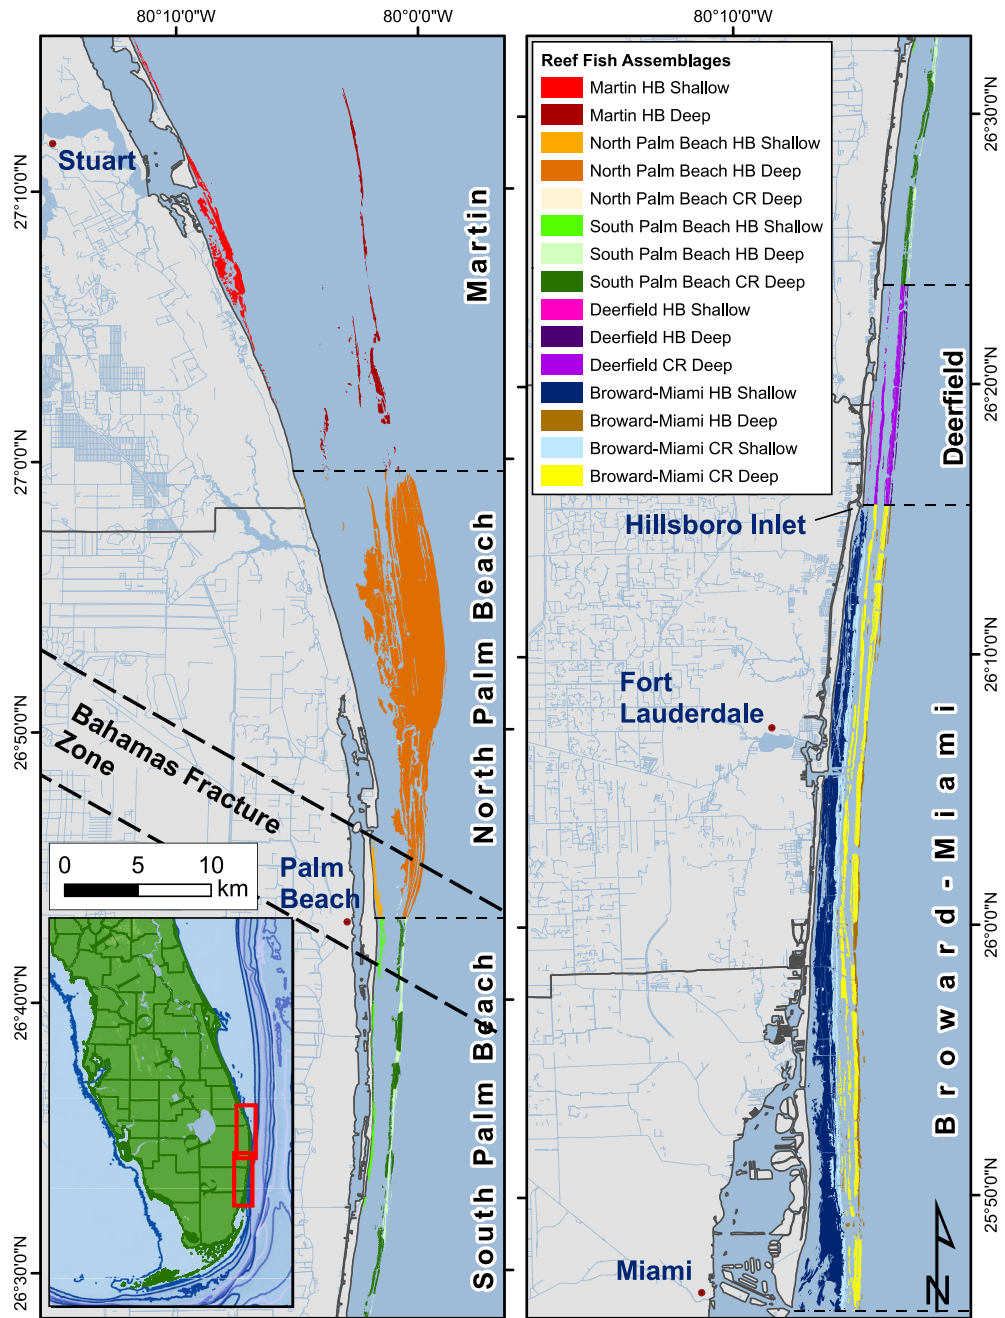 80°10'0"W
80°0'0"W
80°10'0"W
27°10'0"N
27°0'0"N
26°50'0"N
26°40'0"N
26°30'0"N
Stuart
Martin
North Palm Beach
Bahamas Fracture
Zone
0 5 10
km
Palm
Beach
South Palm Beach
Reef Fish Assemblages
Martin HB Shallow
Martin HB Deep
North Palm Beach HB Shallow
North Palm Beach HB Deep
North Palm Beach CR Deep
South Palm Beach HB Shallow
South Palm Beach HB Deep
South Palm Beach CR Deep
Deerfield HB Shallow
Deerfield HB Deep
Deerfield CR Deep
Broward-Miami HB Shallow
Broward-Miami HB Deep
Broward-Miami CR Shallow
Broward-Miami CR Deep
Deerfield
Hillsboro Inlet
Fort
Lauderdale
Broward-Miami
Miami
N
26°30'0"N
26°20'0"N
26°10'0"N
26°0'0"N
25°50'0"N